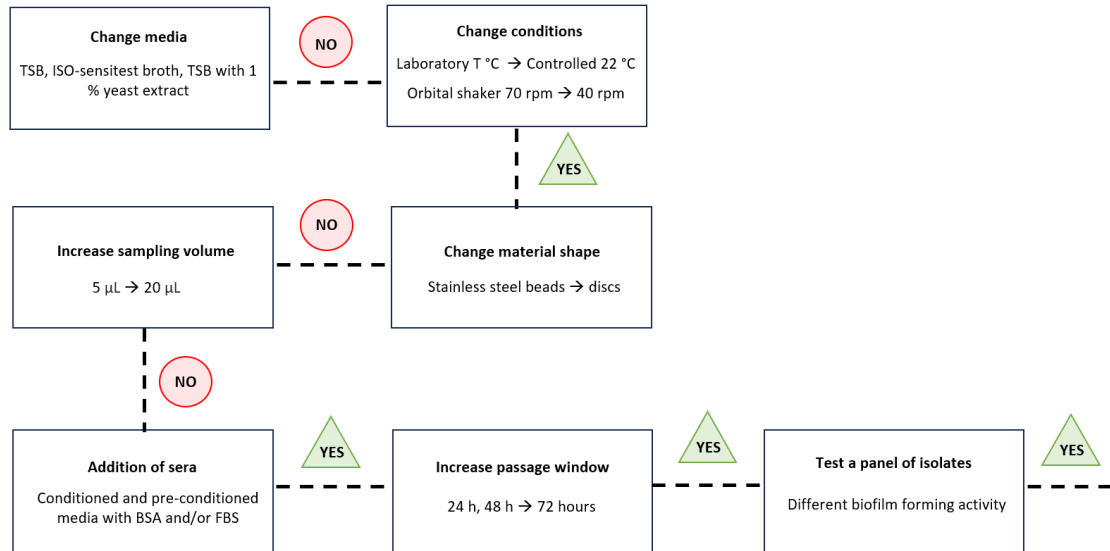 Change media
TSB, ISO-sensitest broth, TSB with 1
% yeast extract
NO
Change conditions
Laboratory T °C → Controlled 22 °C
Orbital shaker 70 rpm → 40 rpm
YES
Increase sampling volume
5 µL → 20 µL
NO
Change material shape
Stainless steel beads → discs
NO
Addition of sera
Conditioned and pre-conditioned
media with BSA and/or FBS
YES
Increase passage window
24 h, 48 h → 72 hours
YES
Test a panel of isolates
Different biofilm forming activity
YES